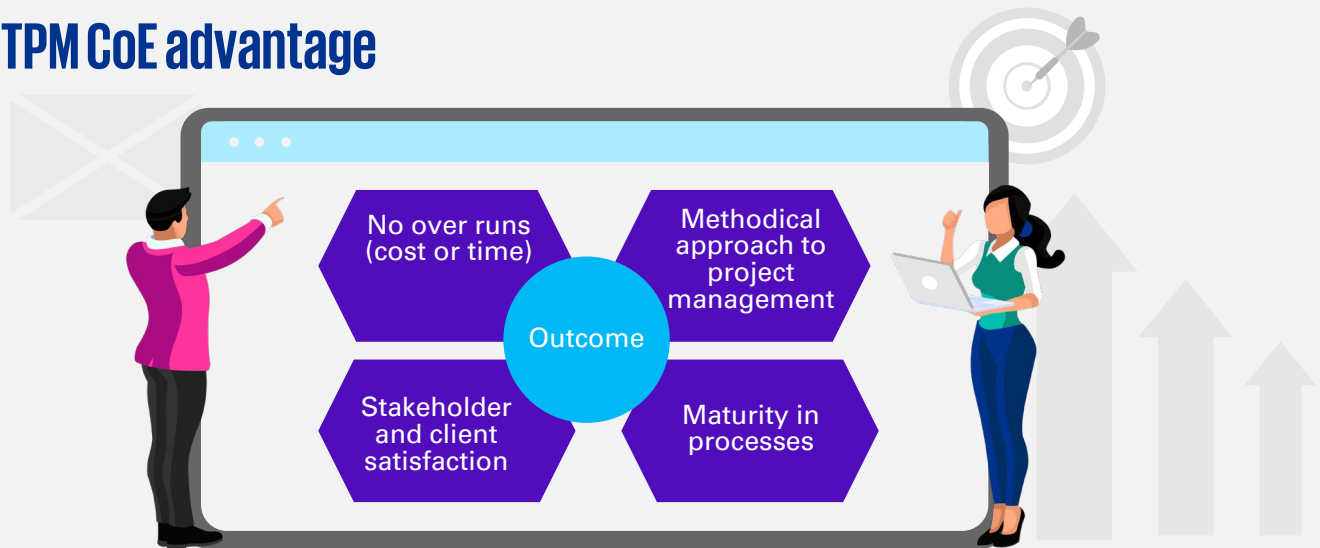 TPM CoE advantage
No over runs
(cost or time)
Methodical
approach to
project
management
Outcome
Stakeholder
and client
satisfaction
Maturity in
processes